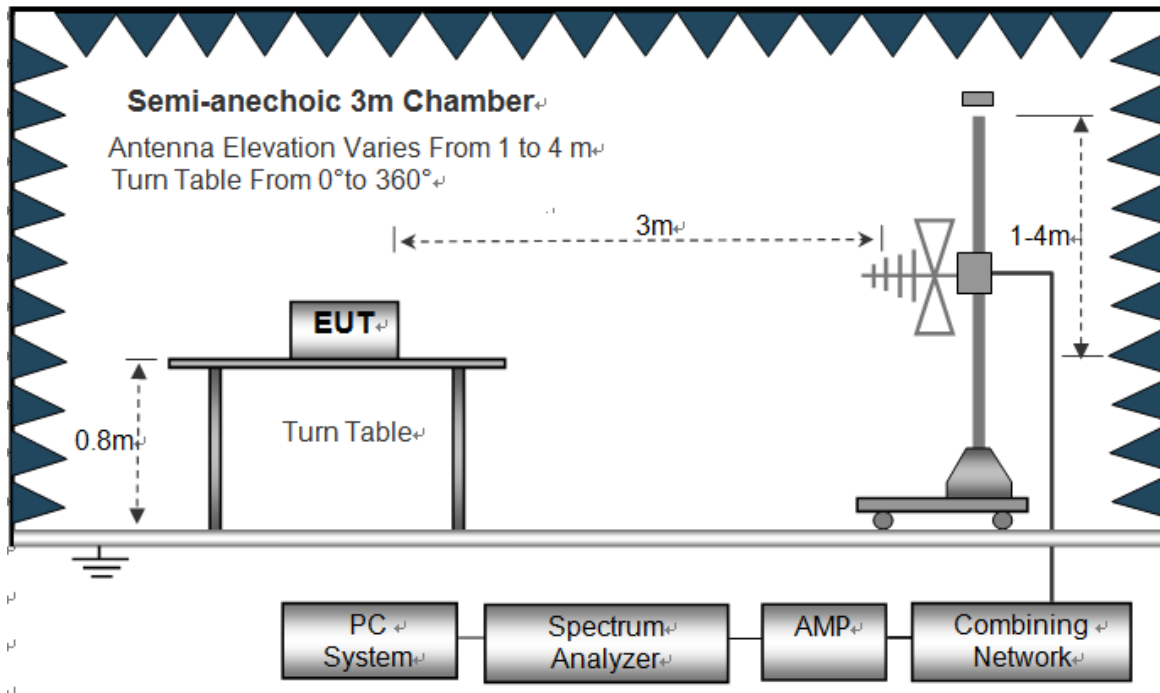 Semi-anechoic 3m Chamber
Antenna Elevation Varies From 1 to 4 m
Turn Table From 0°to 360°
3m
1-4m
EUT
0.8m
Turn Table
PC
System
Spectrum
Analyzer
AMP
Combining
Network